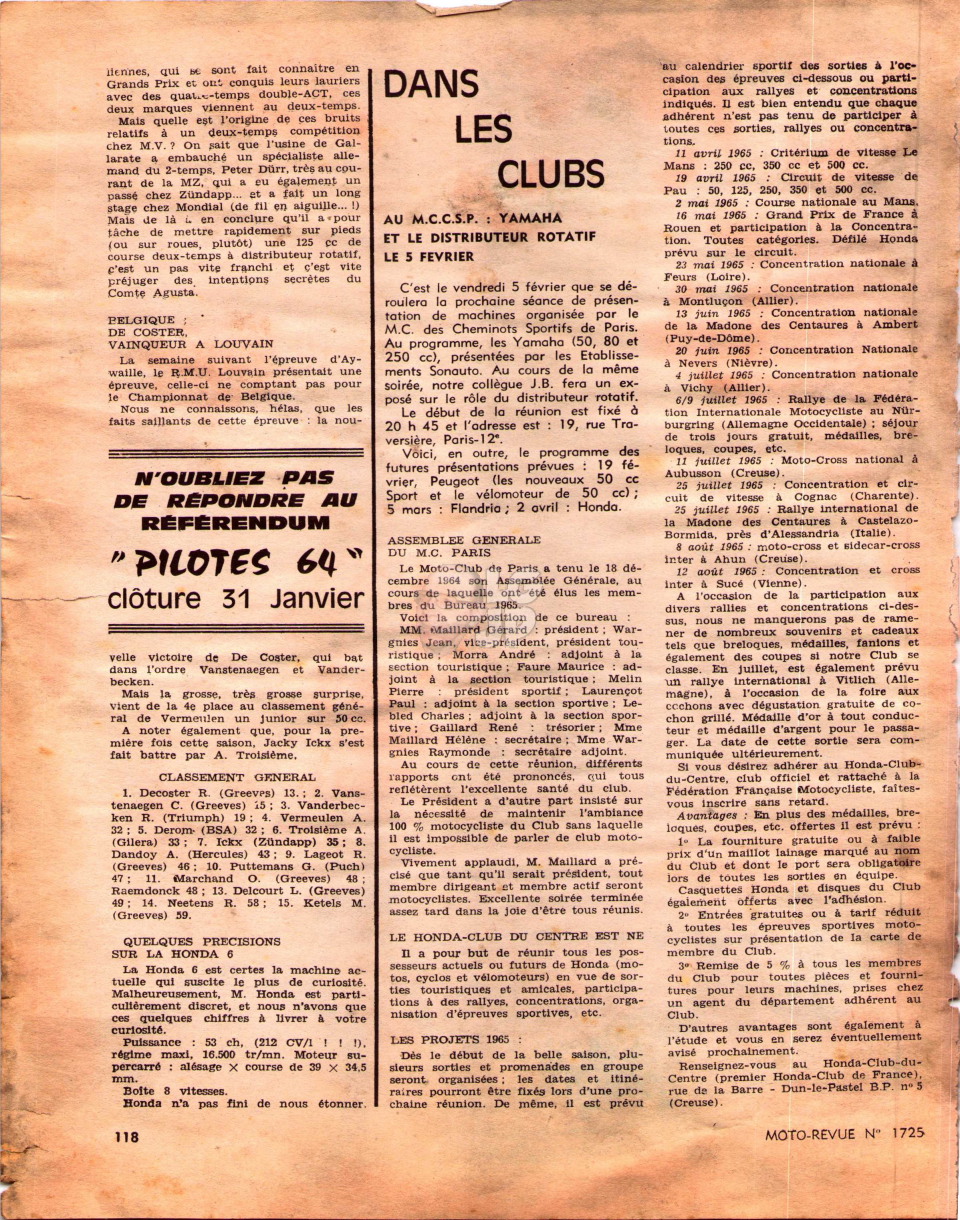 liennes, qui se sont fait connaître en
Grands Prix et ont conquis leurs lauriers
avec des quatre-temps double-ACT, ces
deux marques viennent au deux-temps.
Mais quelle est l'origine de ces bruits
relatifs à un deux-temps compétition
chez M.V. ? On sait que l'usine de Gal-
larate a embauché un spécialiste alle-
mand du 2-temps, Peter Dürr, très au cou-
rant de la MZ, qui a eu également un
passé chez Zündapp... et a fait un long
stage chez Mondial (de fil en aiguille... !)
Mais de là à en conclure qu'il a pour
tâche de mettre rapidement sur pieds
(ou sur roues, plutôt) une 125 cc de
course deux-temps à distributeur rotatif,
c'est un pas vite franchi et c'est vite
préjuger des intentions secrètes du
Comte Agusta.
BELGIQUE :
DE COSTER,
VAINQUEUR A LOUVAIN
La semaine suivant l'épreuve d'Ay-
waille, le R.M.U. Louvain présentait une
épreuve, celle-ci ne comptant pas pour
le Championnat de Belgique.
Nous ne connaissons, hélas, que les
faits saillants de cette épreuve : la nou-
N'OUBLIEZ PAS
DE RÉPONDRE AU
RÉFÉRENDUM
" PILOTES 64 "
clôture 31 Janvier
velle victoire de De Coster, qui bat
dans l'ordre Vanstenaegen et Vander-
becken.
Mais la grosse, très grosse surprise,
vient de la 4e place au classement géné-
ral de Vermeulen un junior sur 50 cc.
A noter également que, pour la pre-
mière fois cette saison, Jacky Ickx s'est
fait battre par A. Troisième.
CLASSEMENT GENERAL
1. Decoster R. (Greeves) 13. ; 2. Vans-
tenaegen C. (Greeves) 15 ; 3. Vanderbec-
ken R. (Triumph) 19 ; 4. Vermeulen A.
32 ; 5. Derom (BSA) 32 ; 6. Troisième A.
(Gilera) 33 ; 7. Ickx (Zündapp) 35 ; 8.
Dandoy A. (Hercules) 43 ; 9. Lageot R.
(Greeves) 46 ; 10. Puttemans G. (Puch)
47 ; 11. Marchand O. (Greeves) 48 ;
Raemdonck 48 ; 13. Delcourt L. (Greeves)
49 ; 14. Neetens R. 58 ; 15. Ketels M.
(Greeves) 59.
QUELQUES PRECISIONS
SUR LA HONDA 6
La Honda 6 est certes la machine ac-
tuelle qui suscite le plus de curiosité.
Malheureusement, M. Honda est parti-
culièrement discret, et nous n'avons que
ces quelques chiffres à livrer à votre
curiosité.
Puissance : 53 ch, (212 CV/l ! ! !),
régime maxi, 16.500 tr/mn. Moteur su-
percarré : alésage × course de 39 × 34,5
mm.
Boîte 8 vitesses.
Honda n'a pas fini de nous étonner.
DANS
LES
CLUBS
AU M.C.C.S.P. : YAMAHA
ET LE DISTRIBUTEUR ROTATIF
LE 5 FEVRIER
C'est le vendredi 5 février que se dé-
roulera la prochaine séance de présen-
tation de machines organisée par le
M.C. des Cheminots Sportifs de Paris.
Au programme, les Yamaha (50, 80 et
250 cc), présentées par les Etablisse-
ments Sonauto. Au cours de la même
soirée, notre collègue J.B. fera un ex-
posé sur le rôle du distributeur rotatif.
Le début de la réunion est fixé à
20 h 45 et l'adresse est : 19, rue Tra-
versière, Paris-12e.
Vöici, en outre, le programme des
futures présentations prévues : 19 fé-
vrier, Peugeot (les nouveaux 50 cc
Sport et le vélomoteur de 50 cc) ;
5 mars : Flandria ; 2 avril : Honda.
ASSEMBLEE GENERALE
DU M.C. PARIS
Le Moto-Club de Paris a tenu le 18 dé-
cembre 1964 son Assemblée Générale, au
cours de laquelle ont été élus les mem-
bres du Bureau 1965.
Voici la composition de ce bureau :
MM. Maillard Gérard : président ; War-
gnies Jean, vice-président, président tou-
ristique ; Morra André : adjoint à la
section touristique ; Faure Maurice : ad-
joint à la section touristique ; Melin
Pierre : président sportif ; Laurençot
Paul : adjoint à la section sportive ; Le-
bled Charles ; adjoint à la section spor-
tive ; Gaillard René : trésorier ; Mme
Maillard Hélène : secrétaire ; Mme War-
gnies Raymonde : secrétaire adjoint.
Au cours de cette réunion, différents
rapports ont été prononcés, qui tous
reflétèrent l'excellente santé du club.
Le Président a d'autre part insisté sur
la nécessité de maintenir l'ambiance
100 % motocycliste du Club sans laquelle
il est impossible de parler de club moto-
cycliste.
Vivement applaudi, M. Maillard a pré-
cisé que tant qu'il serait président, tout
membre dirigeant et membre actif seront
motocyclistes. Excellente soirée terminée
assez tard dans la joie d'être tous réunis.
LE HONDA-CLUB DU CENTRE EST NE
Il a pour but de réunir tous les pos-
sesseurs actuels ou futurs de Honda (mo-
tos, cyclos et vélomoteurs) en vue de sor-
ties touristiques et amicales, participa-
tions à des rallyes, concentrations, orga-
nisation d'épreuves sportives, etc.
LES PROJETS 1965 :
Dès le début de la belle saison, plu-
sieurs sorties et promenades en groupe
seront organisées ; les dates et itiné-
raires pourront être fixés lors d'une pro-
chaine réunion. De même, il est prévu
au calendrier sportif des sorties à l'oc-
casion des épreuves ci-dessous ou parti-
cipation aux rallyes et concentrations
indiqués. Il est bien entendu que chaque
adhérent n'est pas tenu de participer à
toutes ces sorties, rallyes ou concentra-
tions.
11 avril 1965 : Critérium de vitesse Le
Mans : 250 cc, 350 cc et 500 cc.
19 avril 1965 : Circuit de vitesse de
Pau : 50, 125, 250, 350 et 500 cc.
2 mai 1965 : Course nationale au Mans.
16 mai 1965 : Grand Prix de France à
Rouen et participation à la Concentra-
tion. Toutes catégories. Défilé Honda
prévu sur le circuit.
23 mai 1965 : Concentration nationale à
Feurs (Loire).
30 mai 1965 : Concentration nationale
à Montluçon (Allier).
13 juin 1965 : Concentration nationale
de la Madone des Centaures à Ambert
(Puy-de-Dôme).
20 juin 1965 : Concentration Nationale
à Nevers (Nièvre).
4 juillet 1965 : Concentration nationale
à Vichy (Allier).
6/9 juillet 1965 : Rallye de la Fédéra-
tion Internationale Motocycliste au Nür-
burgring (Allemagne Occidentale) ; séjour
de trois jours gratuit, médailles, bre-
loques, coupes, etc.
11 juillet 1965 : Moto-Cross national à
Aubusson (Creuse).
25 juillet 1965 : Concentration et cir-
cuit de vitesse à Cognac (Charente).
25 juillet 1965 : Rallye international de
la Madone des Centaures à Castelazo-
Bormida, près d'Alessandria (Italie).
8 août 1965 : moto-cross et sidecar-cross
inter à Ahun (Creuse).
12 août 1965 : Concentration et cross
inter à Sucé (Vienne).
A l'occasion de la participation aux
divers rallies et concentrations ci-des-
sus, nous ne manquerons pas de rame-
ner de nombreux souvenirs et cadeaux
tels que breloques, médailles, fanions et
également des coupes si notre Club se
classe. En juillet, est également prévu
un rallye international à Vitlich (Alle-
magne), à l'occasion de la foire aux
cochons avec dégustation gratuite de co-
chon grillé. Médaille d'or à tout conduc-
teur et médaille d'argent pour le passa-
ger. La date de cette sortie sera com-
muniquée ultérieurement.
Si vous désirez adhérer au Honda-Club-
du-Centre, club officiel et rattaché à la
Fédération Française Motocycliste, faites-
vous inscrire sans retard.
Avantages : En plus des médailles, bre-
loques, coupes, etc. offertes il est prévu :
1º La fourniture gratuite ou à faible
prix d'un maillot lainage marqué au nom
du Club et dont le port sera obligatoire
lors de toutes les sorties en équipe.
Casquettes Honda et disques du Club
également offerts avec l'adhésion.
2º Entrées gratuites ou à tarif réduit
à toutes les épreuves sportives moto-
cyclistes sur présentation de la carte de
membre du Club.
3º Remise de 5 % à tous les membres
du Club pour toutes pièces et fourni-
tures pour leurs machines, prises chez
un agent du département adhérent au
Club.
D'autres avantages sont également à
l'étude et vous en serez éventuellement
avisé prochainement.
Renseignez-vous au Honda-Club-du-
Centre (premier Honda-Club de France),
rue de la Barre - Dun-le-Pastel B.P. nº 5
(Creuse).
118
MOTO-REVUE Nº 1725